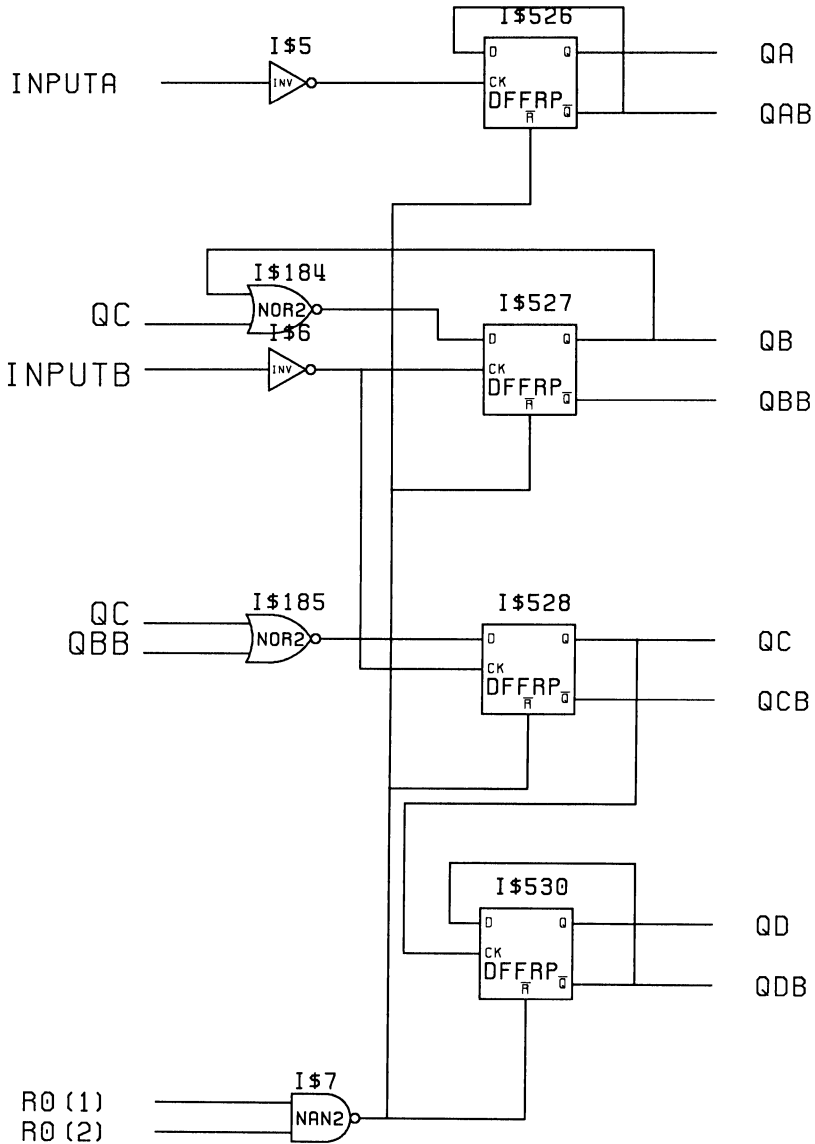 I$526
I$5
D Q
QA
INPUTA
INV
CK
DFFRP
R
Q
QAB
I$184
NOR2
QC
I$6
I$527
D Q
QB
INPUTB
INV
CK
DFFRP
R
Q
QBB
QC
I$185
I$528
QBB
NOR2
D Q
QC
CK
DFFRP
R
Q
QCB
I$530
D Q
QD
CK
DFFRP
R
Q
QDB
I$7
R0(1)
NAN2
R0(2)